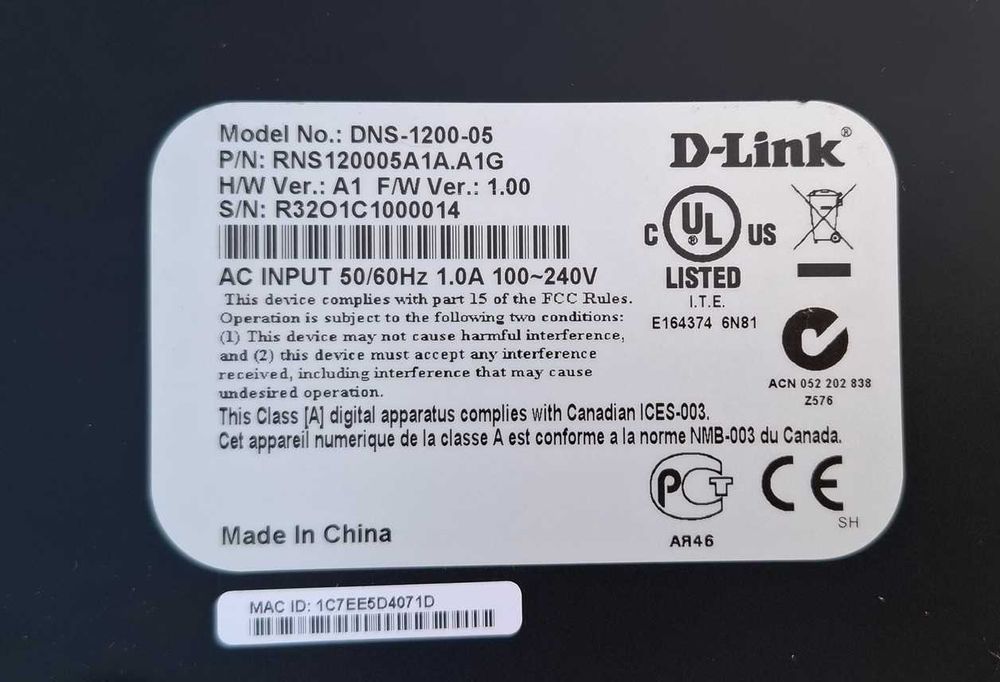 Model No.: DNS-1200-05
P/N: RNS120005A1A.A1G
H/W Ver.: A1 F/W Ver.: 1.00
S/N: R32O1C1000014
AC INPUT 50/60Hz 1.0A 100~240V
This device complies with part 15 of the FCC Rules.
Operation is subject to the following two conditions:
(1) This device may not cause harmful interference,
and (2) this device must accept any interference
received, including interference that may cause
undesired operation.
This Class [A] digital apparatus complies with Canadian ICES-003.
Cet appareil numerique de la classe A est conforme a la norme NMB-003 du Canada.
Made In China
D-Link®
C UL® US
LISTED
I.T.E.
E164374 6N81
ACN 052 202 838
Z576
PCT
АЯ46
CE
SH
MAC ID: 1C7EE5D4071D